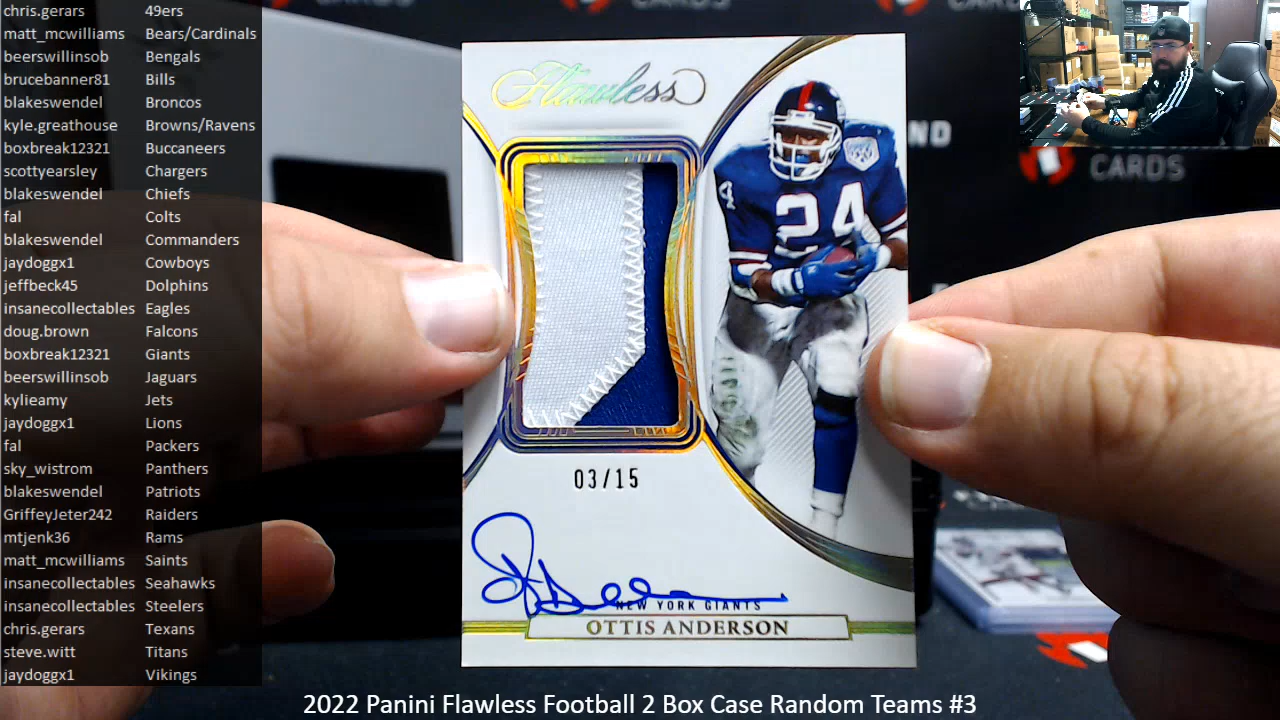 chris.gerars 49ers
matt_mcwilliams Bears/Cardinals
beerswillinsob Bengals
brucebanner81 Bills
blakeswendel Broncos
kyle.greathouse Browns/Ravens
boxbreak12321 Buccaneers
scottyearsley Chargers
blakeswendel Chiefs
fal Colts
blakeswendel Commanders
jaydoggx1 Cowboys
jeffbeck45 Dolphins
insanecollectables Eagles
doug.brown Falcons
boxbreak12321 Giants
beerswillinsob Jaguars
kylieamy Jets
jaydoggx1 Lions
fal Packers
sky_wistrom Panthers
blakeswendel Patriots
GriffeyJeter242 Raiders
mtjenk36 Rams
matt_mcwilliams Saints
insanecollectables Seahawks
insanecollectables Steelers
chris.gerars Texans
steve.witt Titans
jaydoggx1 Vikings
Flawless
24
4
03/15
NEW YORK GIANTS
OTTIS ANDERSON
ND
CARDS
2022 Panini Flawless Football 2 Box Case Random Teams #3